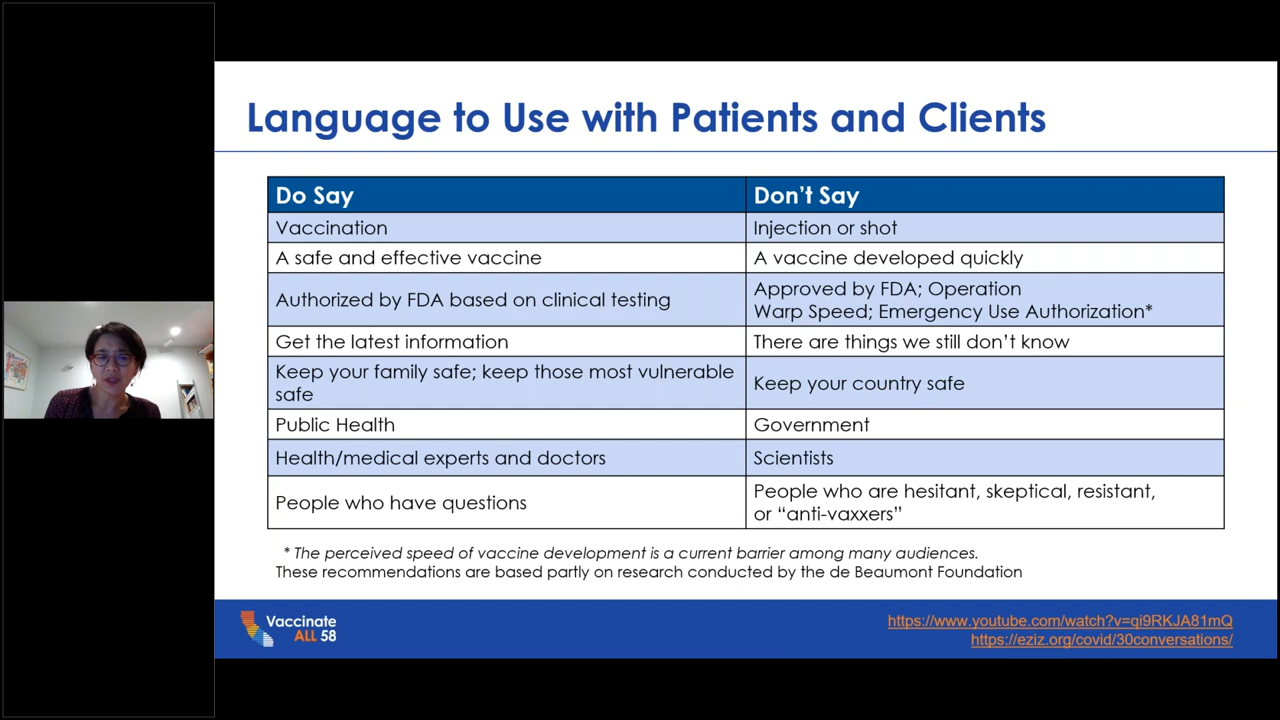 Language to Use with Patients and Clients
Do Say
Don't Say
Vaccination
Injection or shot
A safe and effective vaccine
A vaccine developed quickly
Authorized by FDA based on clinical testing
Approved by FDA; Operation
Warp Speed; Emergency Use Authorization*
Get the latest information
There are things we still don't know
Keep your family safe; keep those most vulnerable
safe
Keep your country safe
Public Health
Government
Health/medical experts and doctors
Scientists
People who have questions
People who are hesitant, skeptical, resistant,
or “anti-vaxxers”
* The perceived speed of vaccine development is a current barrier among many audiences.
These recommendations are based partly on research conducted by the de Beaumont Foundation
Vaccinate
ALL 58
https://www.youtube.com/watch?v=qi9RKJA81mQ
https://eziz.org/covid/30conversations/